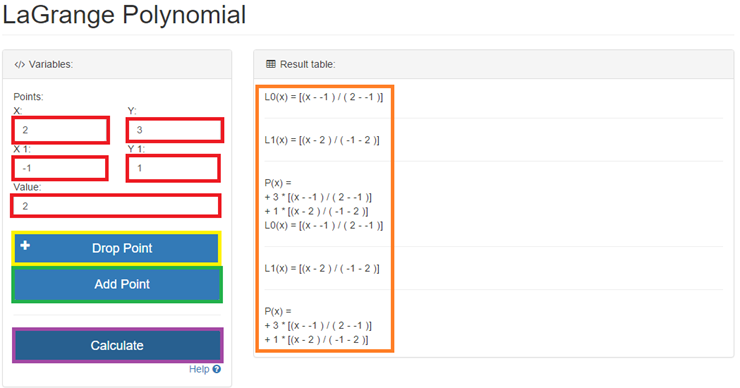 LaGrange Polynomial
</> Variables:
Points:
X: Y:
2 3
X 1: Y 1:
-1 1
Value:
2
+ Drop Point
Add Point
Calculate
Help ?
Result table:
L0(x) = [(x - -1 ) / ( 2 - -1 )]
L1(x) = [(x - 2 ) / ( -1 - 2 )]
P(x) =
+ 3 * [(x - -1 ) / ( 2 - -1 )]
+ 1 * [(x - 2 ) / ( -1 - 2 )]
L0(x) = [(x - -1 ) / ( 2 - -1 )]
L1(x) = [(x - 2 ) / ( -1 - 2 )]
P(x) =
+ 3 * [(x - -1 ) / ( 2 - -1 )]
+ 1 * [(x - 2 ) / ( -1 - 2 )]